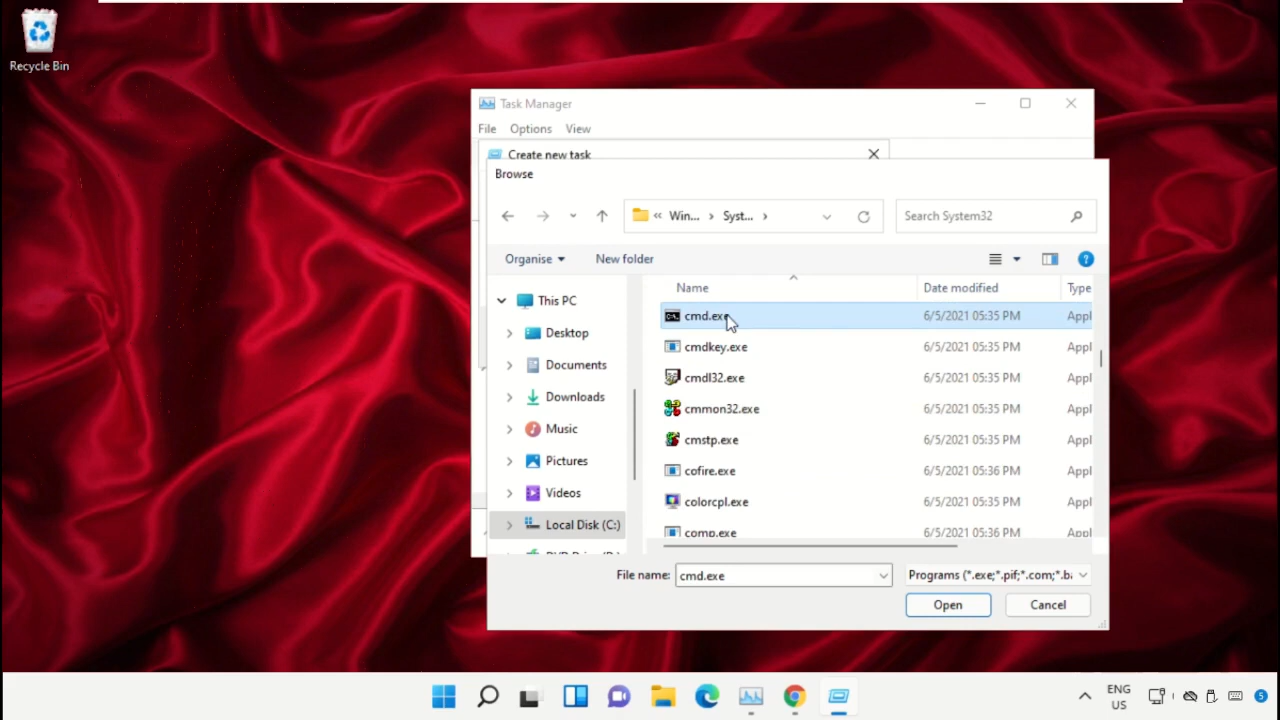 Recycle Bin
Task Manager
File Options View
Create new task
Browse
« Win... › Syst... ›
Search System32
Organise New folder
Name Date modified Type
This PC
Desktop
Documents
Downloads
Music
Pictures
Videos
Local Disk (C:)
cmd.exe 6/5/2021 05:35 PM Appl
cmdkey.exe 6/5/2021 05:35 PM Appl
cmdl32.exe 6/5/2021 05:35 PM Appl
cmmon32.exe 6/5/2021 05:35 PM Appl
cmstp.exe 6/5/2021 05:35 PM Appl
cofire.exe 6/5/2021 05:36 PM Appl
colorcpl.exe 6/5/2021 05:35 PM Appl
comp.exe 6/5/2021 05:36 PM Appl
File name: cmd.exe Programs (*.exe;*.pif;*.com;*.ba
Open Cancel
ENG
US
5